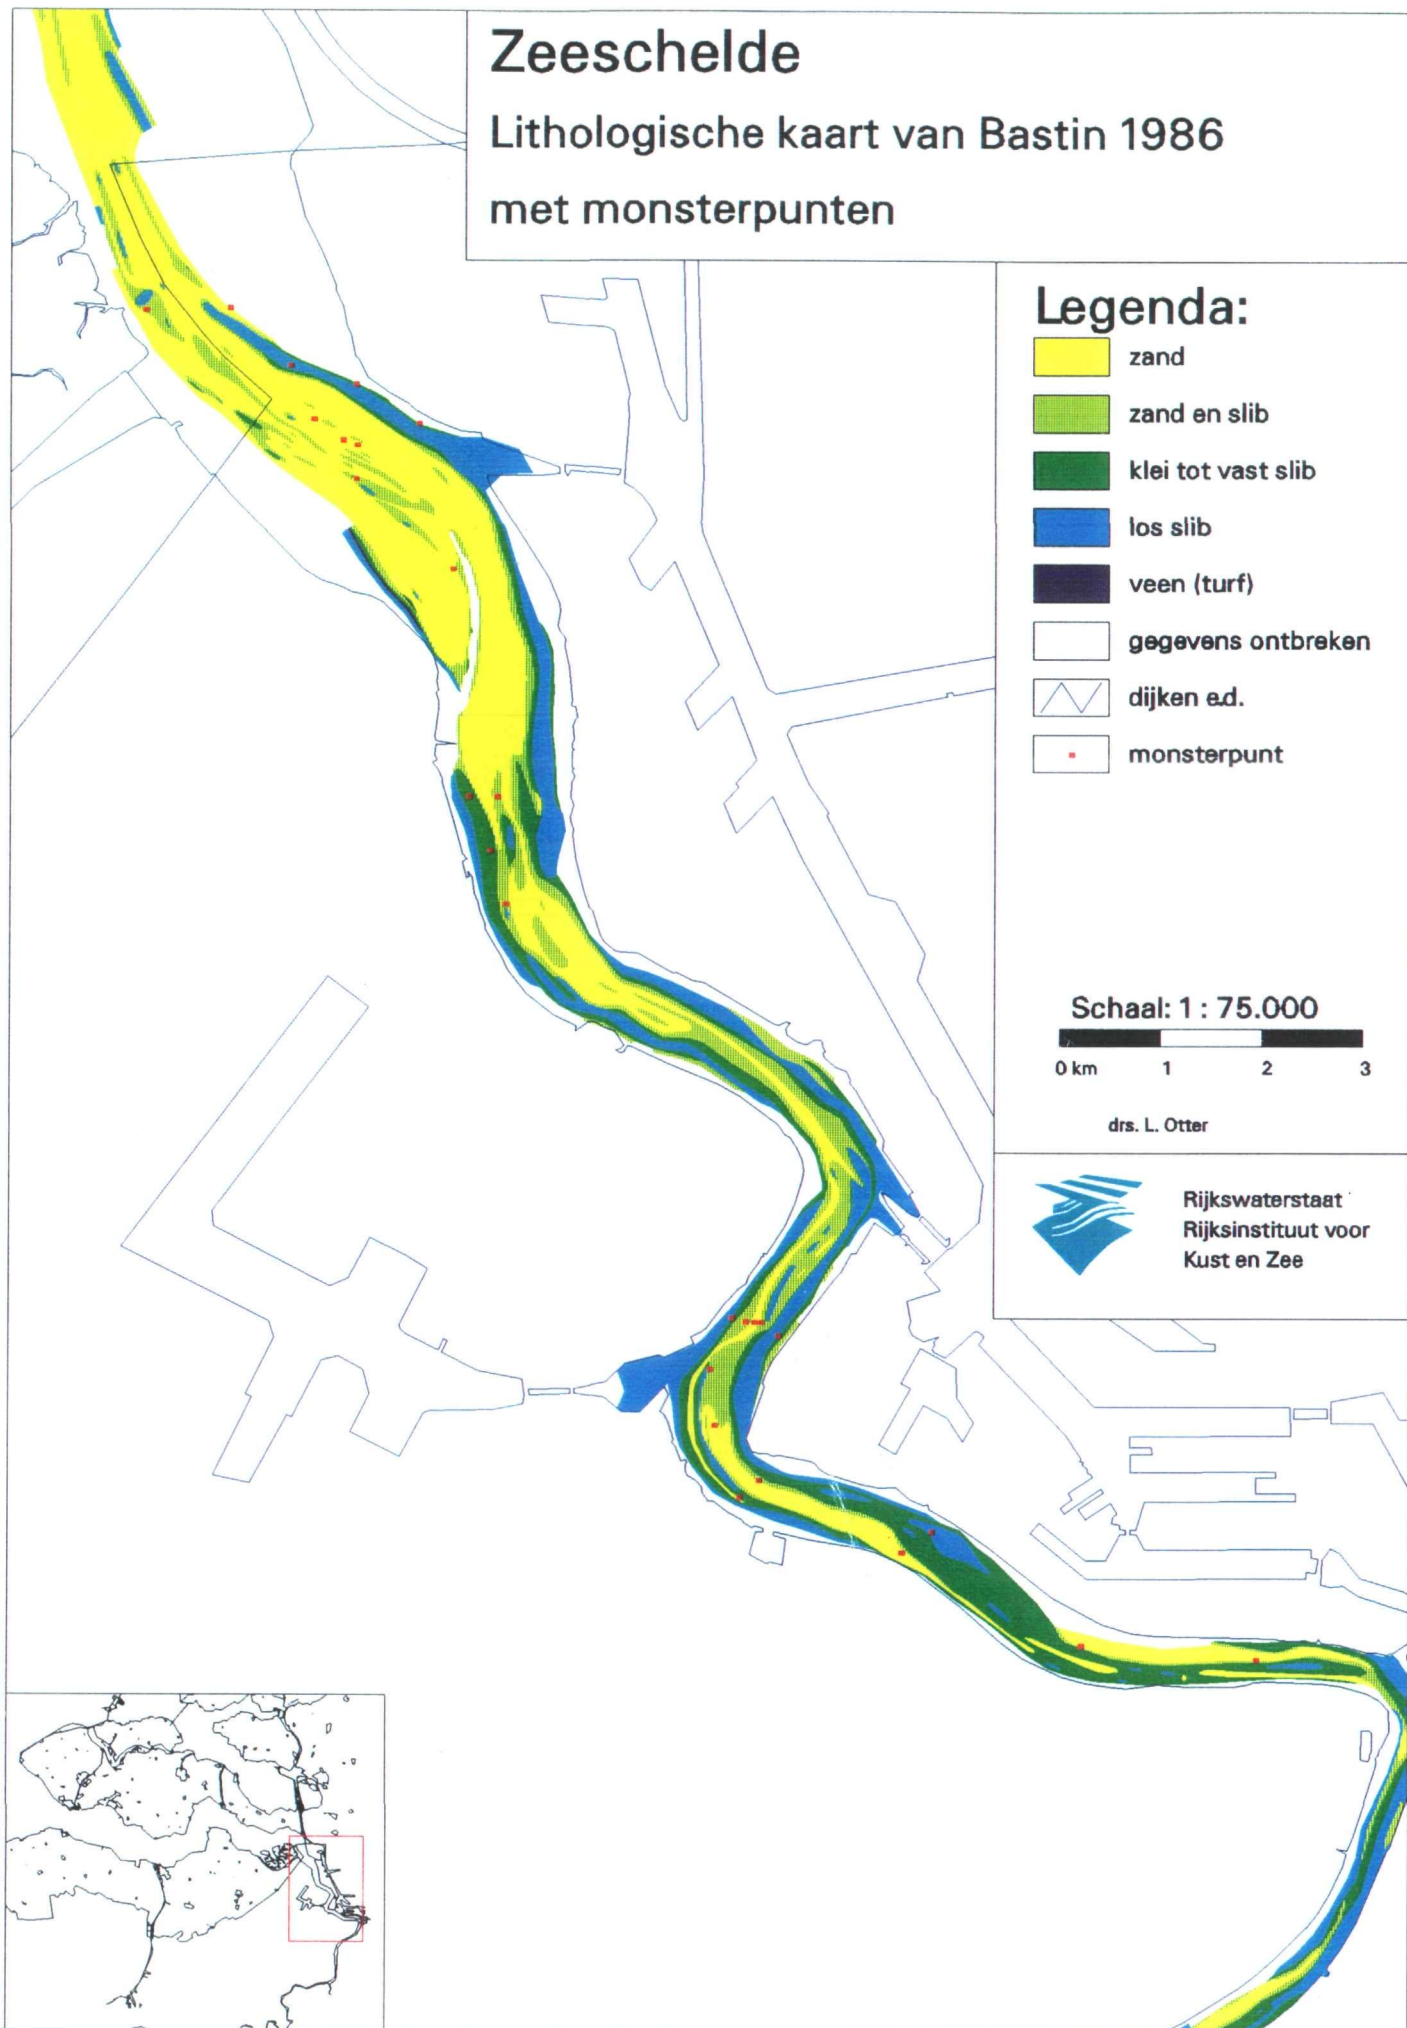 Zeeschelde
Lithologische kaart van Bastin 1986
met monsterpunten
Legenda:
zand
zand en slib
klei tot vast slib
los slib
veen (turf)
gegevens ontbreken
dijken e.d.
monsterpunt
Schaal: 1 : 75.000
0 km 1 2 3
drs. L. Otter
Rijkswaterstaat
Rijksinstituut voor
Kust en Zee